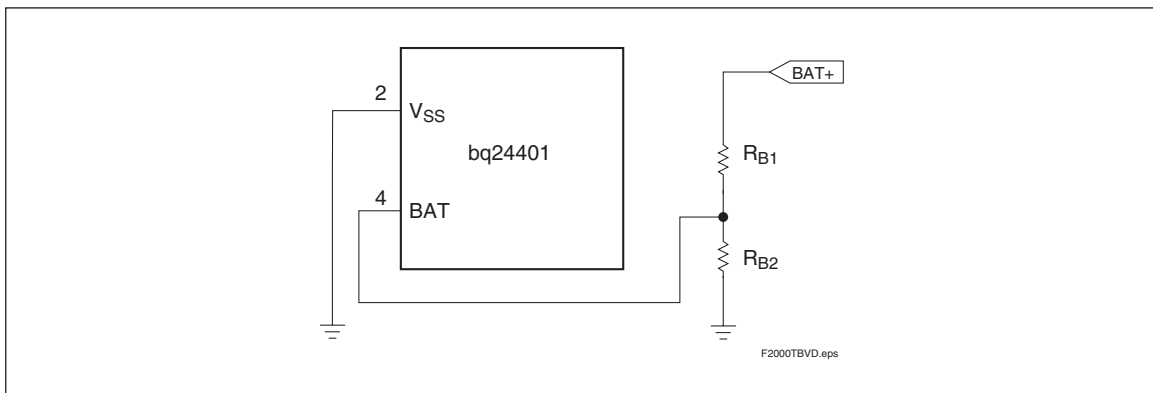 BAT+
2
VSS
bq24401
RB1
4
BAT
RB2
F2000TBVD.eps